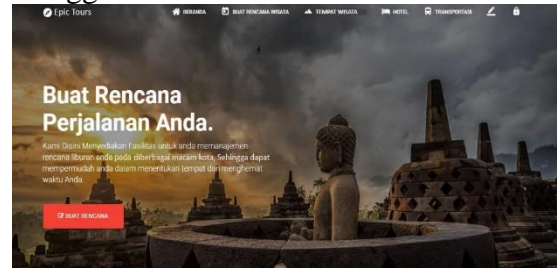 Epic Tours
BERANDA BUAT RENCANA WISATA TEMPAT WISATA HOTEL TRANSPORTASI
Buat Rencana
Perjalanan Anda.
Kami Disini Menyediakan Fasilitas untuk anda memanajemen
rencana liburan anda pada diberbagai macam kota, Sehingga dapat
mempermudah anda dalam menentukan tempat dan menghemat
waktu Anda.
BUAT RENCANA